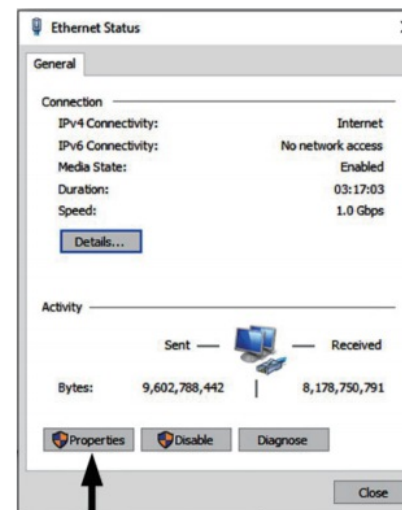 Ethernet Status
General
Connection
IPv4 Connectivity: Internet
IPv6 Connectivity: No network access
Media State: Enabled
Duration: 03:17:03
Speed: 1.0 Gbps
Details...
Activity
Sent — — Received
Bytes: 9,602,788,442 | 8,178,750,791
Properties Disable Diagnose
Close